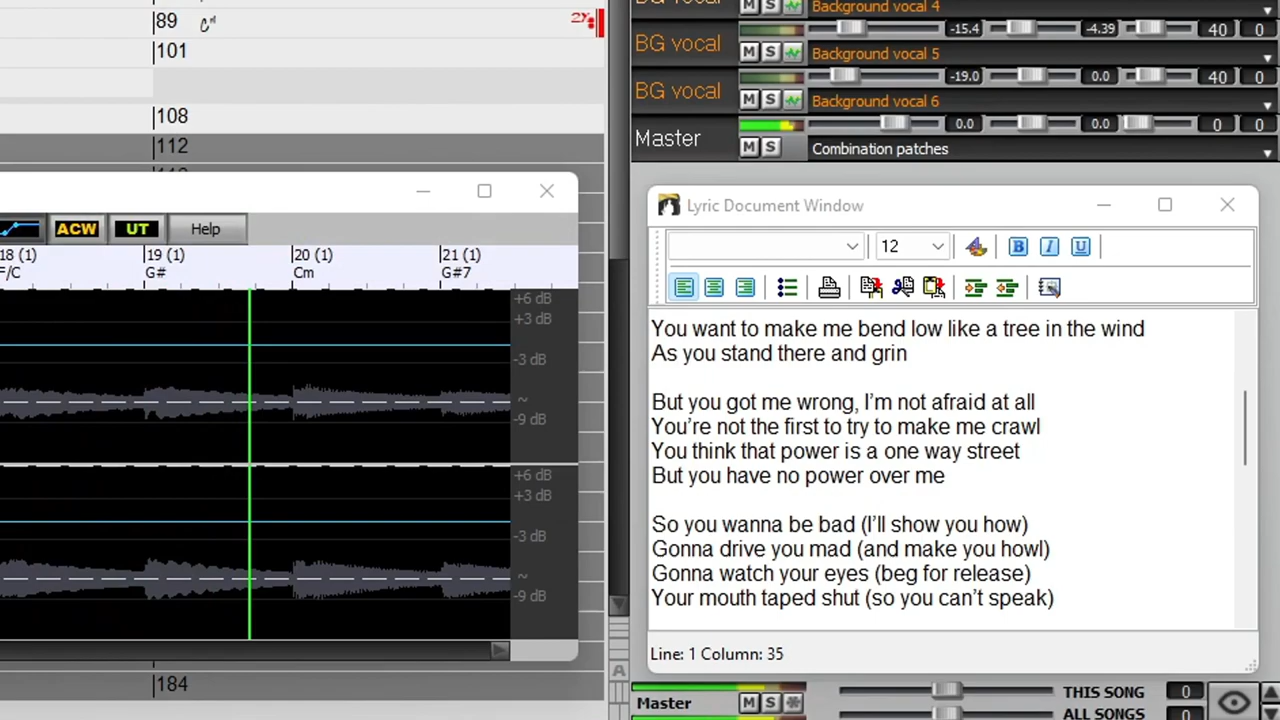 89 c#
2x
101
108
112
184
ACW
UT
Help
18 (1)
19 (1)
20 (1)
21 (1)
F/C
G#
Cm
G#7
+6 dB
+3 dB
-3 dB
~
-9 dB
+6 dB
+3 dB
-3 dB
~
-9 dB
Background vocal 4
BG vocal
M S
-15.4
-4.39
40
0
Background vocal 5
BG vocal
M S
-19.0
0.0
40
0
Background vocal 6
Master
M S
0.0
0.0
0
0
Combination patches
Lyric Document Window
12
B I U
You want to make me bend low like a tree in the wind
As you stand there and grin
But you got me wrong, I'm not afraid at all
You're not the first to try to make me crawl
You think that power is a one way street
But you have no power over me
So you wanna be bad (I'll show you how)
Gonna drive you mad (and make you howl)
Gonna watch your eyes (beg for release)
Your mouth taped shut (so you can't speak)
Line: 1 Column: 35
A
Master
M S
THIS SONG
0
ALL SONGS
0